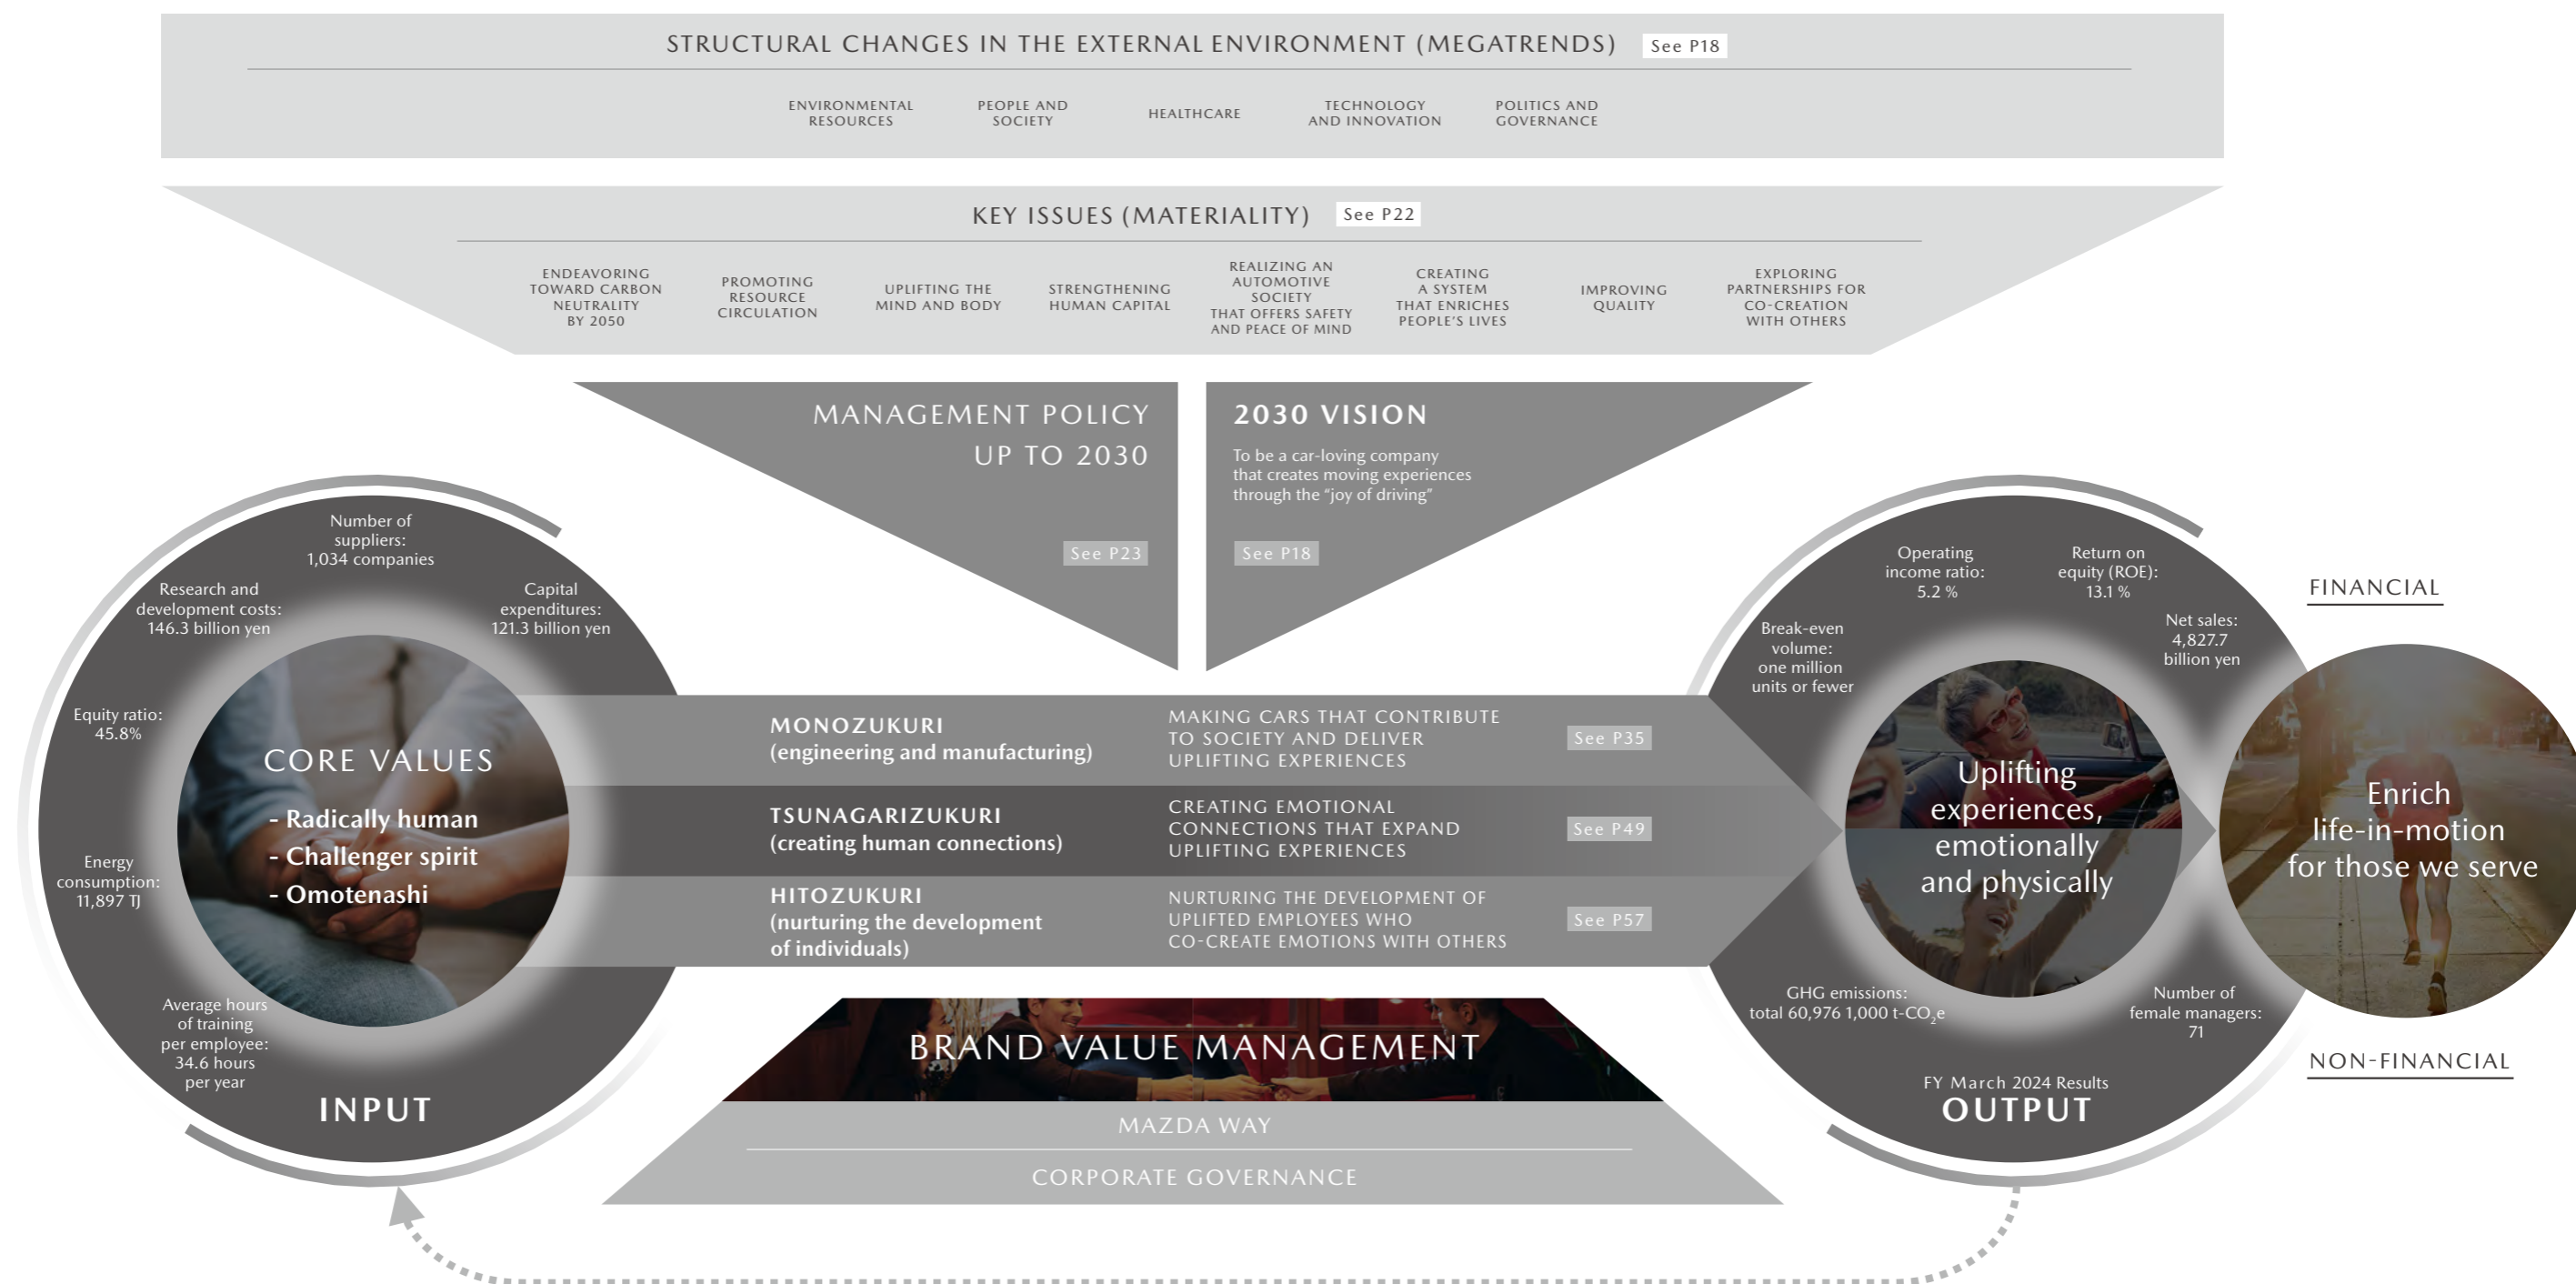 STRUCTURAL CHANGES IN THE EXTERNAL ENVIRONMENT (MEGATRENDS) See P18
ENVIRONMENTAL
RESOURCES
PEOPLE AND
SOCIETY
HEALTHCARE
TECHNOLOGY
AND INNOVATION
POLITICS AND
GOVERNANCE
KEY ISSUES (MATERIALITY) See P22
ENDEAVORING
TOWARD CARBON
NEUTRALITY
BY 2050
PROMOTING
RESOURCE
CIRCULATION
UPLIFTING THE
MIND AND BODY
STRENGTHENING
HUMAN CAPITAL
REALIZING AN
AUTOMOTIVE
SOCIETY
THAT OFFERS SAFETY
AND PEACE OF MIND
CREATING
A SYSTEM
THAT ENRICHES
PEOPLE'S LIVES
IMPROVING
QUALITY
EXPLORING
PARTNERSHIPS FOR
CO-CREATION
WITH OTHERS
MANAGEMENT POLICY
UP TO 2030
See P23
2030 VISION
To be a car-loving company
that creates moving experiences
through the “joy of driving”
See P18
Number of
suppliers:
1,034 companies
Research and
development costs:
146.3 billion yen
Capital
expenditures:
121.3 billion yen
Equity ratio:
45.8%
Energy
consumption:
11,897 TJ
Average hours
of training
per employee:
34.6 hours
per year
CORE VALUES
- Radically human
- Challenger spirit
- Omotenashi
INPUT
MONOZUKURI
(engineering and manufacturing)
MAKING CARS THAT CONTRIBUTE
TO SOCIETY AND DELIVER
UPLIFTING EXPERIENCES
See P35
TSUNAGARIZUKURI
(creating human connections)
CREATING EMOTIONAL
CONNECTIONS THAT EXPAND
UPLIFTING EXPERIENCES
See P49
HITOZUKURI
(nurturing the development
of individuals)
NURTURING THE DEVELOPMENT OF
UPLIFTED EMPLOYEES WHO
CO-CREATE EMOTIONS WITH OTHERS
See P57
BRAND VALUE MANAGEMENT
MAZDA WAY
CORPORATE GOVERNANCE
Operating
income ratio:
5.2 %
Return on
equity (ROE):
13.1 %
Break-even
volume:
one million
units or fewer
Net sales:
4,827.7
billion yen
Uplifting
experiences,
emotionally
and physically
GHG emissions:
total 60,976 1,000 t-CO₂e
Number of
female managers:
71
FY March 2024 Results
OUTPUT
FINANCIAL
Enrich
life-in-motion
for those we serve
NON-FINANCIAL